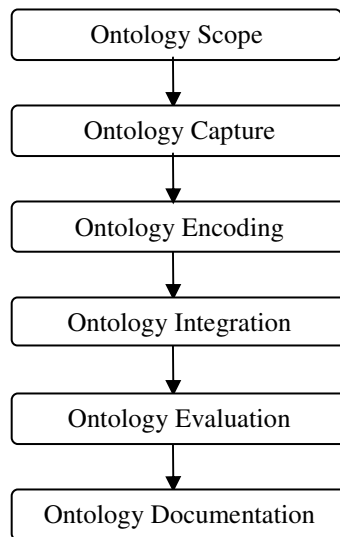 Ontology Scope
Ontology Capture
Ontology Encoding
Ontology Integration
Ontology Evaluation
Ontology Documentation